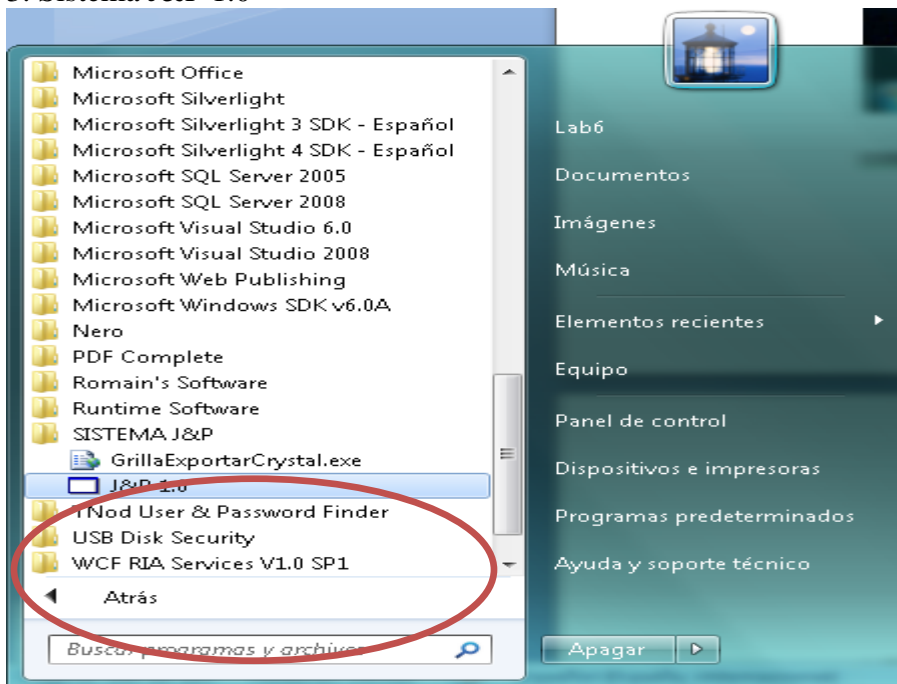 Microsoft Office
Microsoft Silverlight
Microsoft Silverlight 3 SDK - Español
Microsoft Silverlight 4 SDK - Español
Microsoft SQL Server 2005
Microsoft SQL Server 2008
Microsoft Visual Studio 6.0
Microsoft Visual Studio 2008
Microsoft Web Publishing
Microsoft Windows SDK v6.0A
Nero
PDF Complete
Romain's Software
Runtime Software
SISTEMA J&P
GrillaExportarCrystal.exe
J&P 1.0
TNod User & Password Finder
USB Disk Security
WCF RIA Services V1.0 SP1
Atrás
Buscar programas y archivos
Lab6
Documentos
Imágenes
Música
Elementos recientes
Equipo
Panel de control
Dispositivos e impresoras
Programas predeterminados
Ayuda y soporte técnico
Apagar